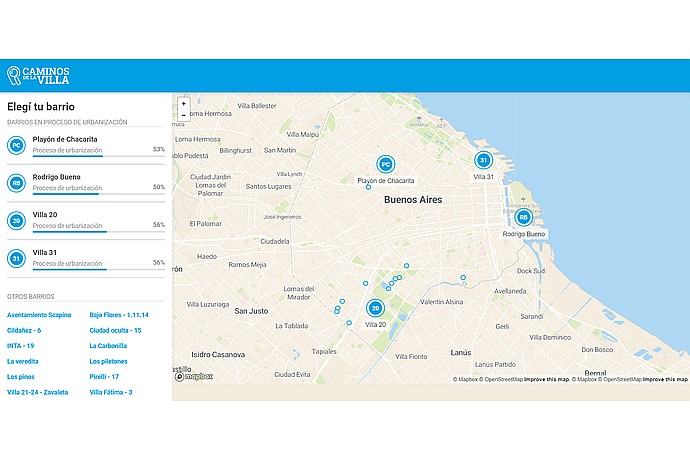 CAMINOS
DE LA
VILLA
Elegí tu barrio
BARRIOS EN PROCESO DE URBANIZACIÓN
PC
Playón de Chacarita
Proceso de urbanización
53%
RB
Rodrigo Bueno
Proceso de urbanización
50%
20
Villa 20
Proceso de urbanización
56%
31
Villa 31
Proceso de urbanización
56%
OTROS BARRIOS
Asentamiento Scapino
Bajo Flores - 1.11.14
Cildañez - 6
Ciudad oculta - 15
INTA - 19
La Carbonilla
La veredita
Los piletones
Los pinos
Pirelli - 17
Villa 21-24 - Zavaleta
Villa Fátima - 3
+
−
Villa Ballester
Loma Hermosa
Villa Maipú
Loma Hermosa
Podestá
Billinghurst
San Martín
Villa Lynch
Ciudad Jardín
Lomas del
Palomar
Santos Lugares
El Palomar
José Ingenieros
AEP
PC
Playón de Chacarita
31
Villa 31
Buenos Aires
RB
Rodrigo Bueno
Ciudadela
Haedo
Ramos Mejía
Dock Sud
Lomas del
Mirador
Villa Luzuriaga
San Justo
La Tablada
20
Villa 20
Valentín Alsina
Avellaneda
Sarandí
Gerli
Villa Domínico
Tapiales
Isidro Casanova
Villa Fiorito
Lanús
Lanús Partido
Don Bosco
Bernal
Ciudad Evita
mapbox
© Mapbox © OpenStreetMap Improve this map, © Mapbox © OpenStreetMap Improve this map